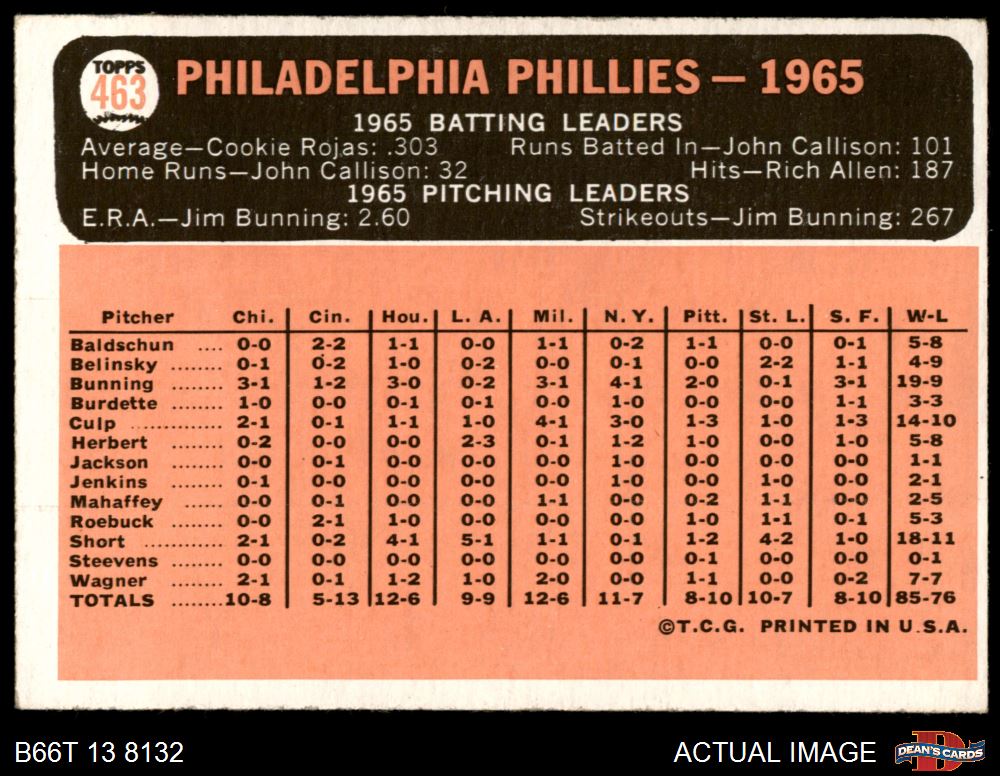 TOPPS
463
PHILADELPHIA PHILLIES — 1965
1965 BATTING LEADERS
Average—Cookie Rojas: .303 Runs Batted In—John Callison: 101
Home Runs—John Callison: 32 Hits—Rich Allen: 187
1965 PITCHING LEADERS
E.R.A.—Jim Bunning: 2.60 Strikeouts—Jim Bunning: 267
Pitcher Chi. Cin. Hou. L. A. Mil. N. Y. Pitt. St. L. S. F. W-L
Baldschun .... 0-0 2-2 1-1 0-0 1-1 0-2 1-1 0-0 0-1 5-8
Belinsky ........ 0-1 0-2 1-0 0-2 0-0 0-1 0-0 2-2 1-1 4-9
Bunning ........ 3-1 1-2 3-0 0-2 3-1 4-1 2-0 0-1 3-1 19-9
Burdette ........ 1-0 0-0 0-1 0-1 0-0 1-0 0-0 0-0 1-1 3-3
Culp .............. 2-1 0-1 1-1 1-0 4-1 3-0 1-3 1-0 1-3 14-10
Herbert ........ 0-2 0-0 0-0 2-3 0-1 1-2 1-0 1-0 1-0 5-8
Jackson ........ 0-0 0-1 0-0 0-0 0-0 1-0 0-0 0-0 0-0 1-1
Jenkins ........ 0-1 0-0 0-0 0-0 0-0 1-0 0-0 1-0 0-0 2-1
Mahaffey ...... 0-0 0-1 0-0 0-0 1-1 0-0 0-2 1-1 0-0 2-5
Roebuck ........ 0-0 2-1 1-0 0-0 0-0 0-0 1-0 1-1 0-1 5-3
Short ............ 2-1 0-2 4-1 5-1 1-1 0-1 1-2 4-2 1-0 18-11
Steevens ...... 0-0 0-0 0-0 0-0 0-0 0-0 0-1 0-0 0-0 0-1
Wagner ........ 2-1 0-1 1-2 1-0 2-0 0-0 1-1 0-0 0-2 7-7
TOTALS ........ 10-8 5-13 12-6 9-9 12-6 11-7 8-10 10-7 8-10 85-76
©T.C.G. PRINTED IN U.S.A.
B66T 13 8132 ACTUAL IMAGE DEAN'S CARDS